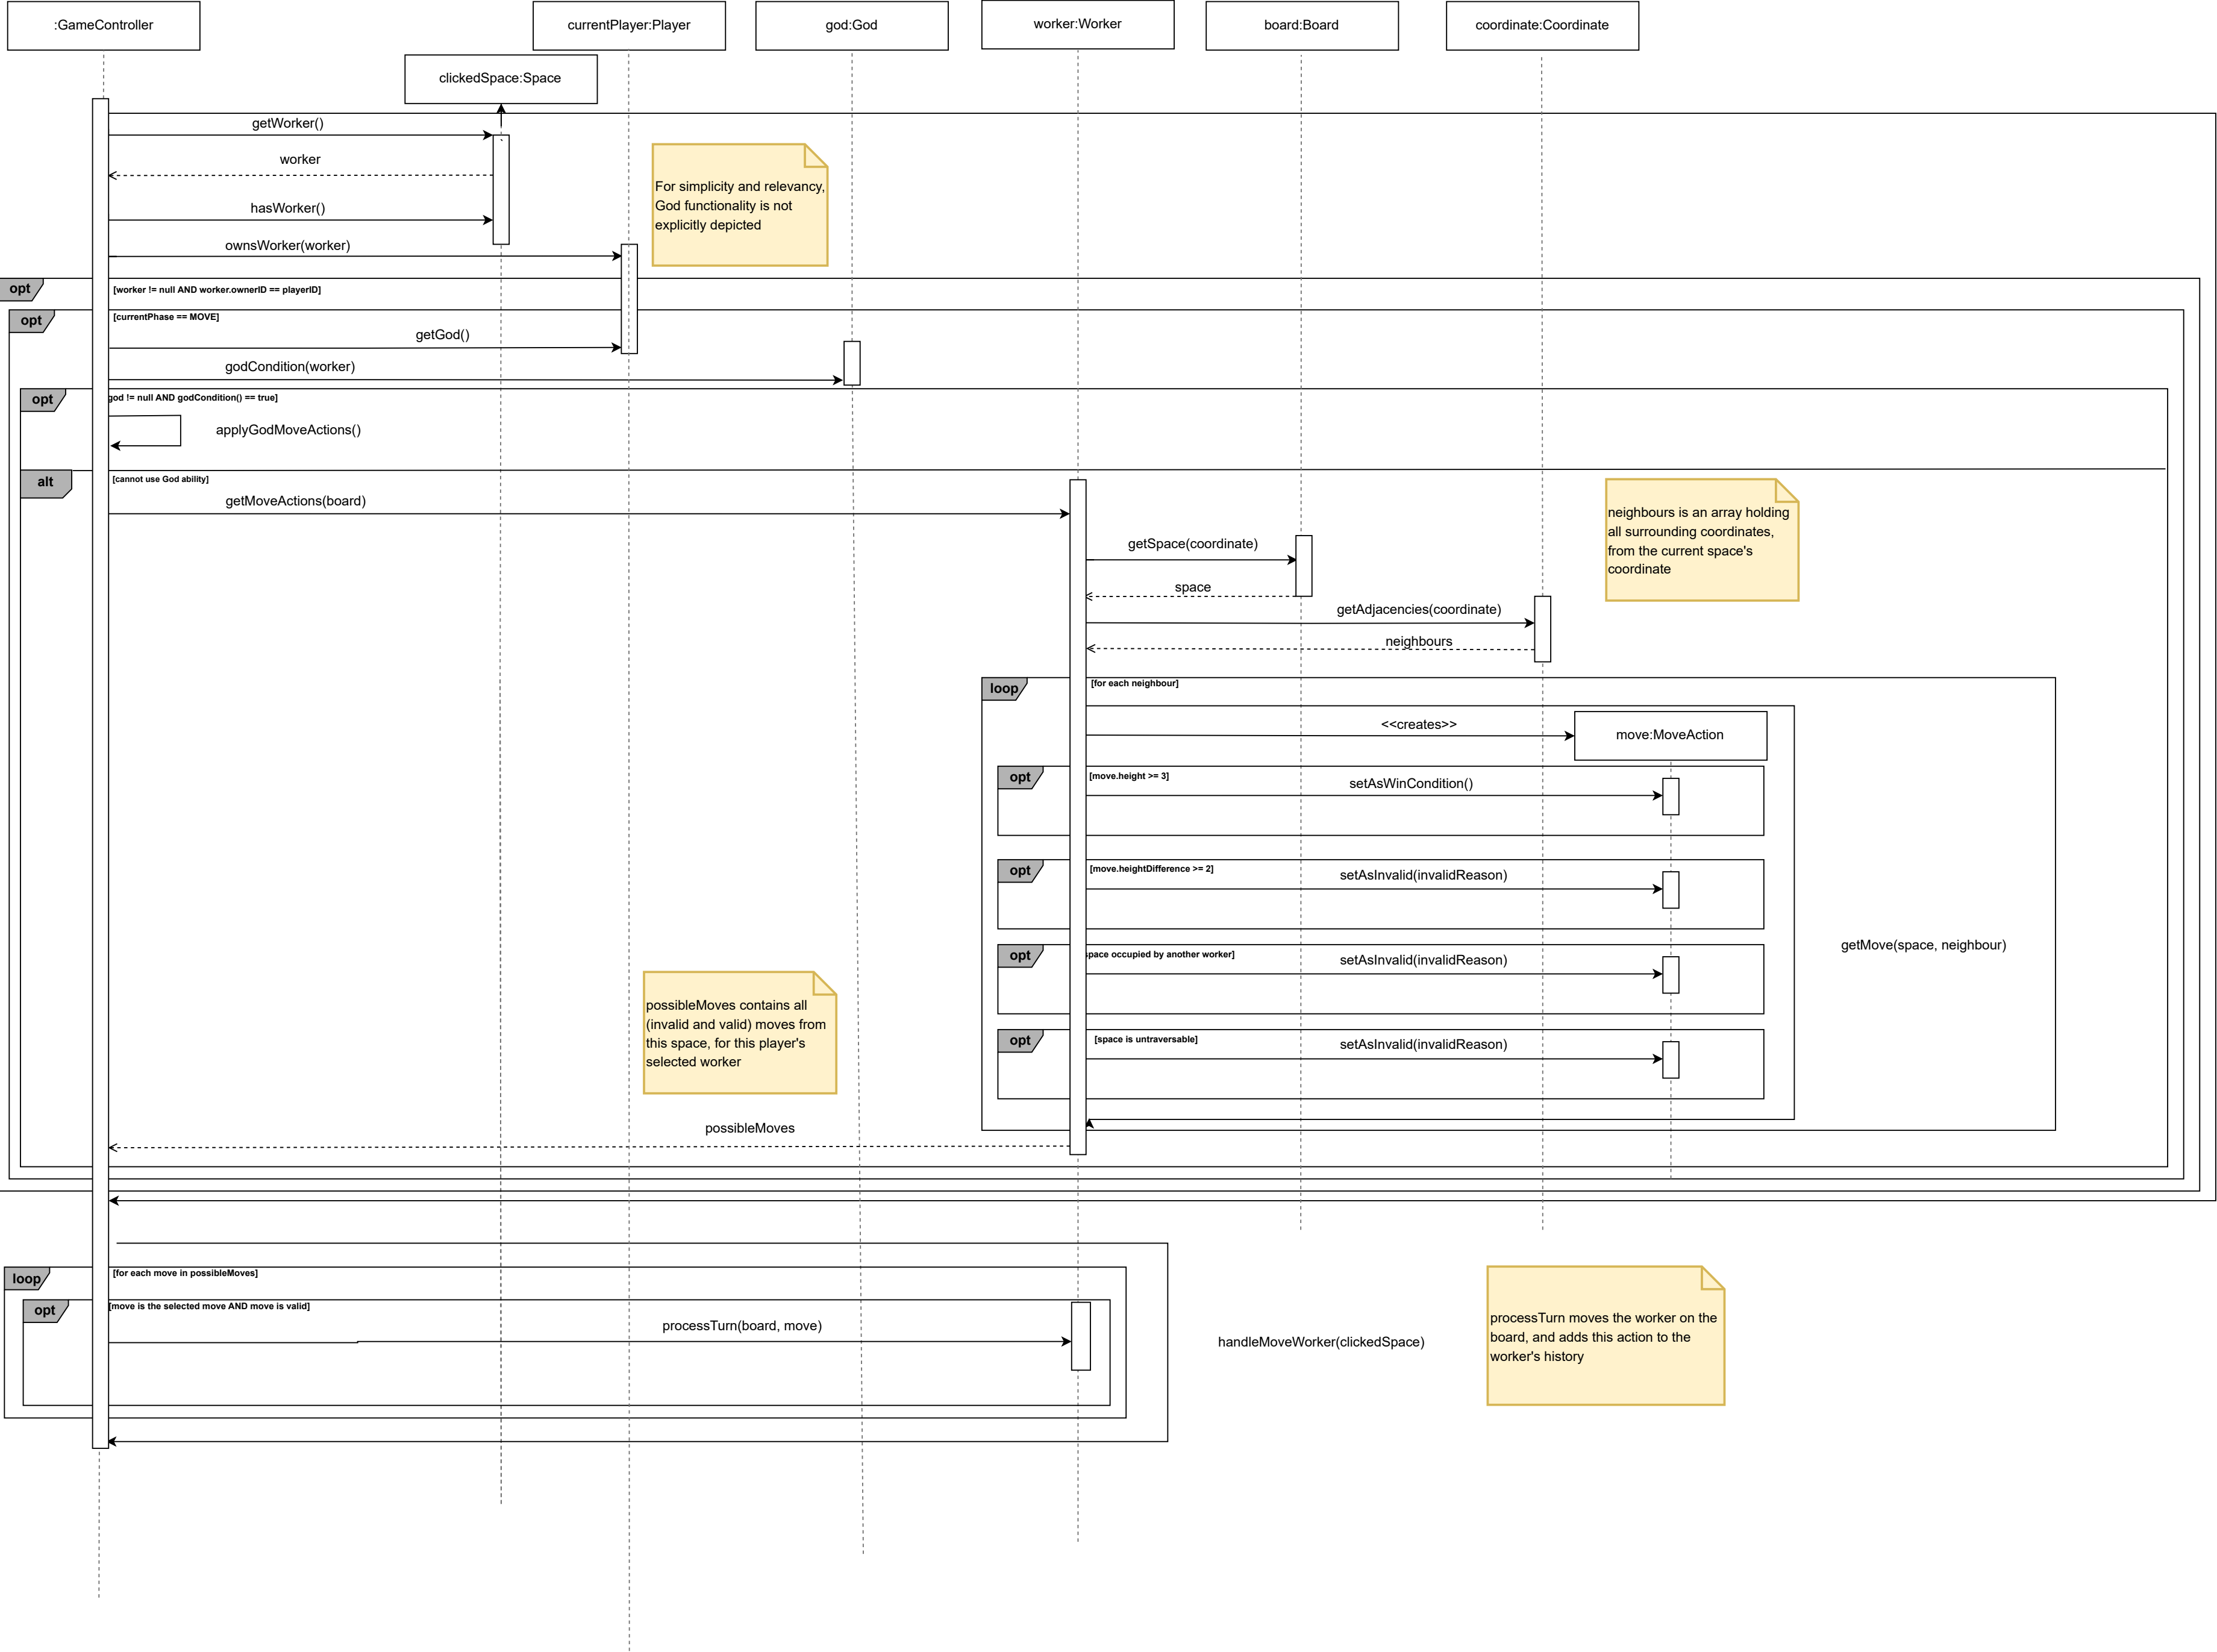 :GameController
currentPlayer:Player
god:God
worker:Worker
board:Board
coordinate:Coordinate
clickedSpace:Space
getWorker()
worker
hasWorker()
ownsWorker(worker)
For simplicity and relevancy,
God functionality is not
explicitly depicted
opt
[worker != null AND worker.ownerID == playerID]
opt
[currentPhase == MOVE]
getGod()
godCondition(worker)
opt
god != null AND godCondition() == true]
applyGodMoveActions()
alt
[cannot use God ability]
getMoveActions(board)
neighbours is an array holding
all surrounding coordinates,
from the current space's
coordinate
getSpace(coordinate)
space
getAdjacencies(coordinate)
neighbours
loop
[for each neighbour]
<<creates>>
move:MoveAction
opt
[move.height >= 3]
setAsWinCondition()
opt
[move.heightDifference >= 2]
setAsInvalid(invalidReason)
getMove(space, neighbour)
opt
space occupied by another worker]
setAsInvalid(invalidReason)
possibleMoves contains all
(invalid and valid) moves from
this space, for this player's
selected worker
opt
[space is untraversable]
setAsInvalid(invalidReason)
possibleMoves
loop
[for each move in possibleMoves]
opt
[move is the selected move AND move is valid]
processTurn(board, move)
handleMoveWorker(clickedSpace)
processTurn moves the worker on the
board, and adds this action to the
worker's history